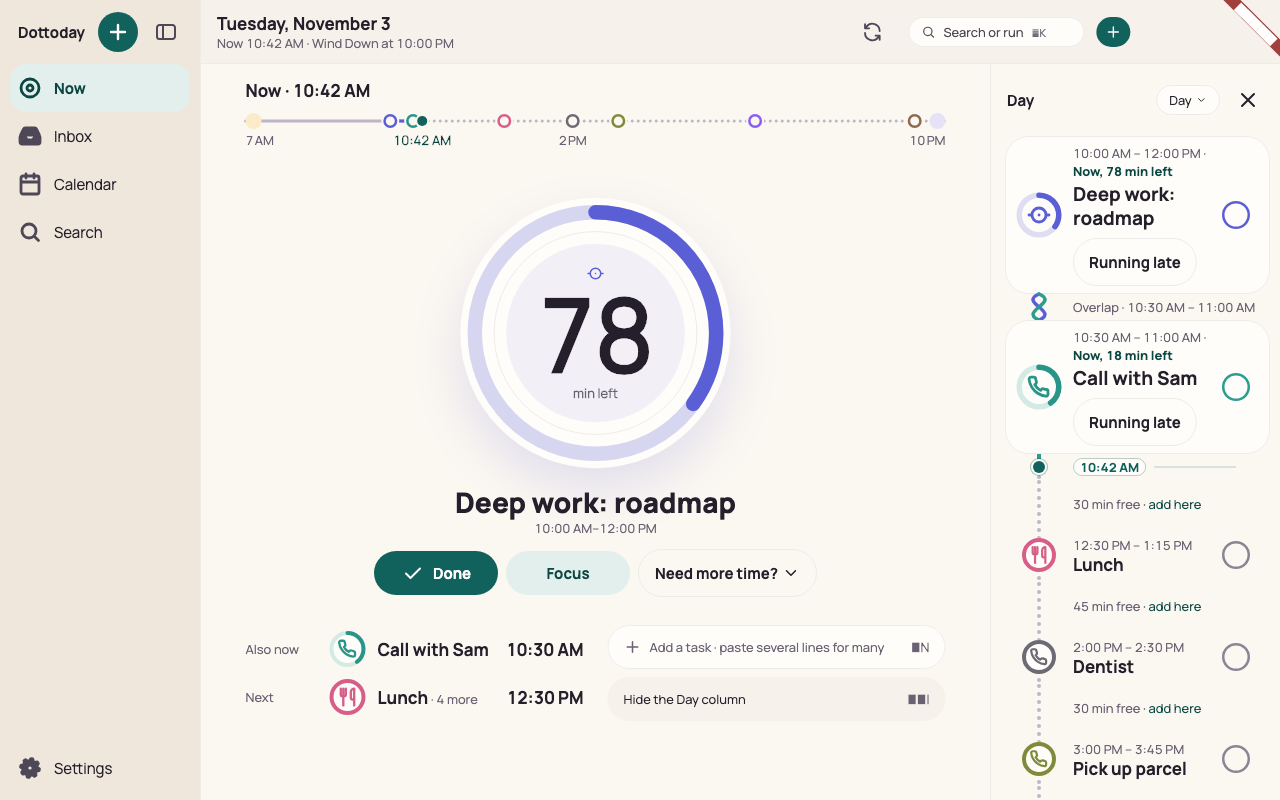 Dottoday
Now
Inbox
Calendar
Search
Settings
Tuesday, November 3
Now 10:42 AM · Wind Down at 10:00 PM
Search or run K
Now · 10:42 AM
7 AM
10:42 AM
2 PM
10 PM
78
min left
Deep work: roadmap
10:00 AM–12:00 PM
Done
Focus
Need more time?
Also now
Call with Sam
10:30 AM
Next
Lunch · 4 more
12:30 PM
Add a task · paste several lines for many
N
Hide the Day column
Day
Day
10:00 AM – 12:00 PM ·
Now, 78 min left
Deep work:
roadmap
Running late
Overlap · 10:30 AM – 11:00 AM
10:30 AM – 11:00 AM ·
Now, 18 min left
Call with Sam
Running late
10:42 AM
30 min free · add here
12:30 PM – 1:15 PM
Lunch
45 min free · add here
2:00 PM – 2:30 PM
Dentist
30 min free · add here
3:00 PM – 3:45 PM
Pick up parcel